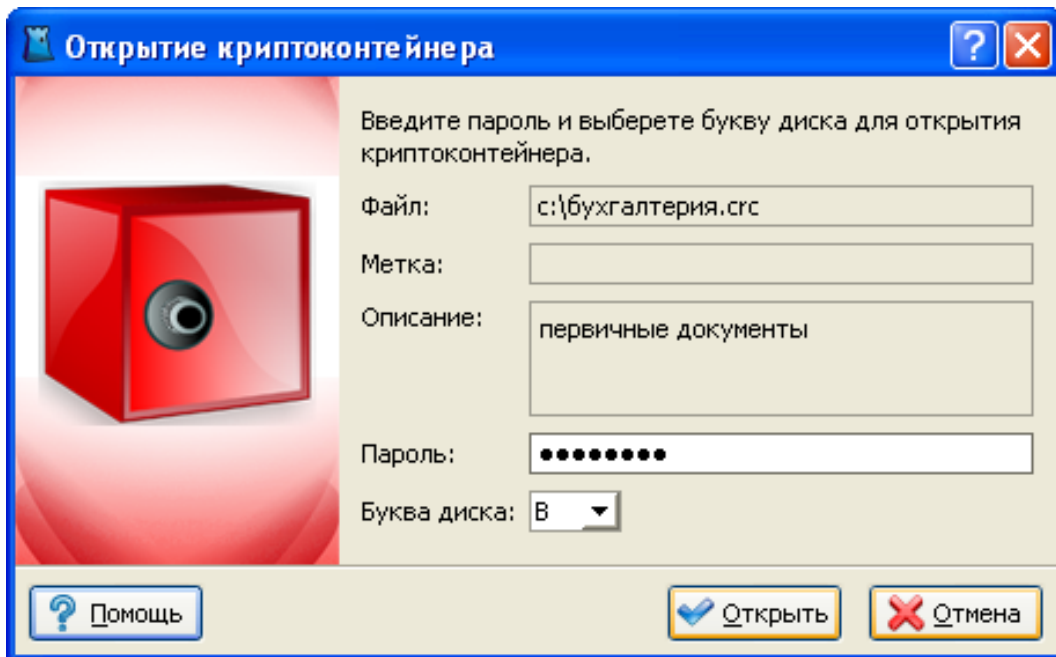 Открытие криптоконтейнера
Введите пароль и выберете букву диска для открытия
криптоконтейнера.
Файл: c:\бухгалтерия.crc
Метка:
Описание: первичные документы
Пароль: ●●●●●●●●
Буква диска: B
Помощь Открыть Отмена